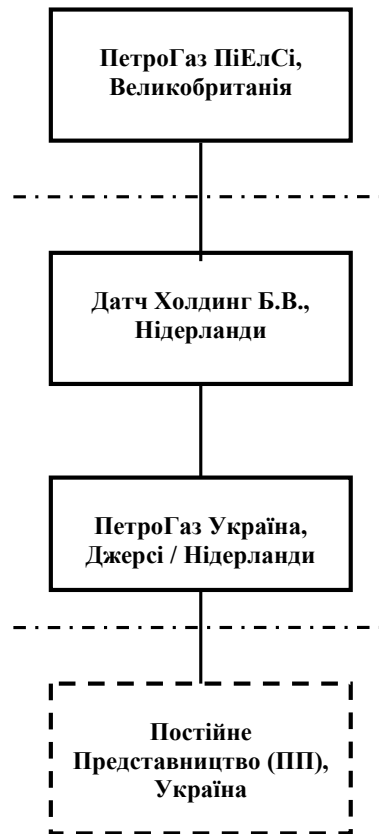 ПетроГаз ПіЕлСі,
Великобританія
Датч Холдинг Б.В.,
Нідерланди
ПетроГаз Україна,
Джерсі / Нідерланди
Постійне
Представництво (ПП),
Україна